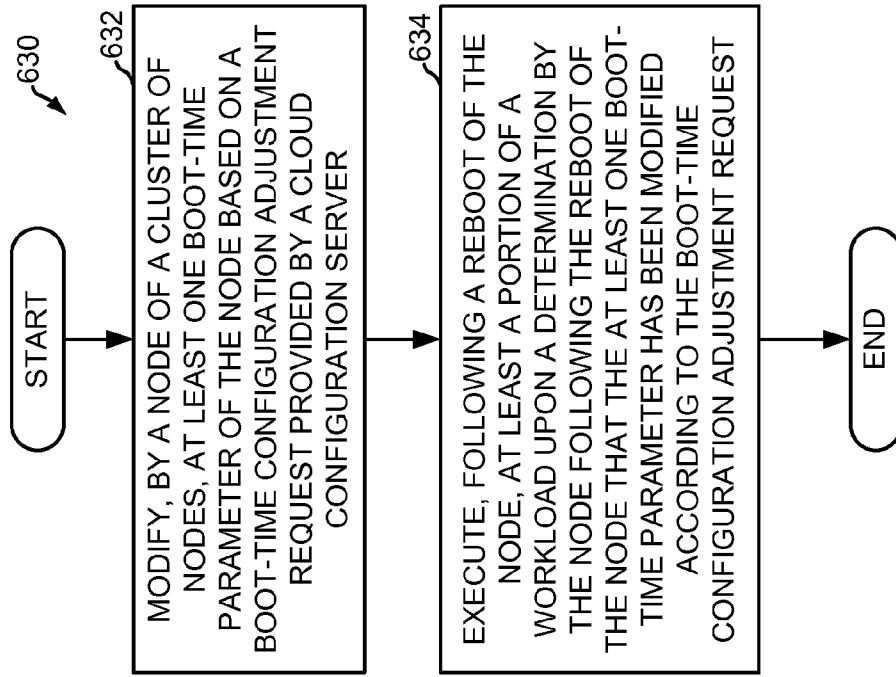 630
START
632
MODIFY, BY A NODE OF A CLUSTER OF
NODES, AT LEAST ONE BOOT-TIME
PARAMETER OF THE NODE BASED ON A
BOOT-TIME CONFIGURATION ADJUSTMENT
REQUEST PROVIDED BY A CLOUD
CONFIGURATION SERVER
634
EXECUTE, FOLLOWING A REBOOT OF THE
NODE, AT LEAST A PORTION OF A
WORKLOAD UPON A DETERMINATION BY
THE NODE FOLLOWING THE REBOOT OF
THE NODE THAT THE AT LEAST ONE BOOT-
TIME PARAMETER HAS BEEN MODIFIED
ACCORDING TO THE BOOT-TIME
CONFIGURATION ADJUSTMENT REQUEST
END